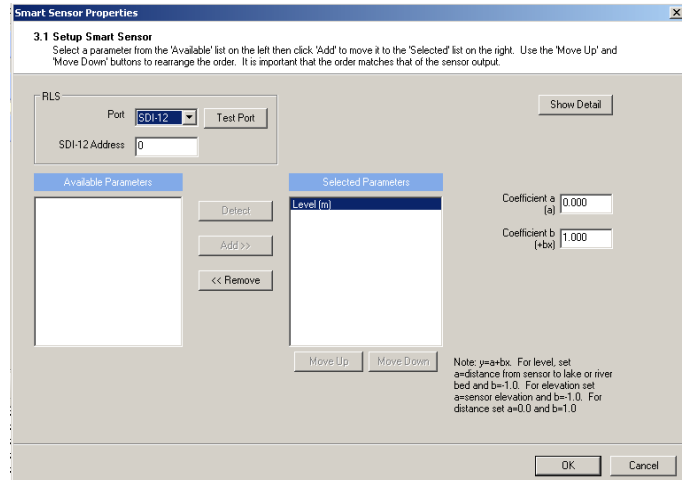 Smart Sensor Properties
3.1 Setup Smart Sensor
Select a parameter from the 'Available' list on the left then click 'Add' to move it to the 'Selected' list on the right. Use the 'Move Up' and
'Move Down' buttons to rearrange the order. It is important that the order matches that of the sensor output.
RLS
Port SDI-12 Test Port
Show Detail
SDI-12 Address 0
Available Parameters
Selected Parameters
Level (m)
Detect
Add >>
<< Remove
Coefficient a
(a) 0.000
Coefficient b
(+bx) 1.000
Move Up Move Down
Note: y=a+bx. For level, set
a=distance from sensor to lake or river
bed and b=-1.0. For elevation set
a=sensor elevation and b=-1.0. For
distance set a=0.0 and b=1.0
OK Cancel